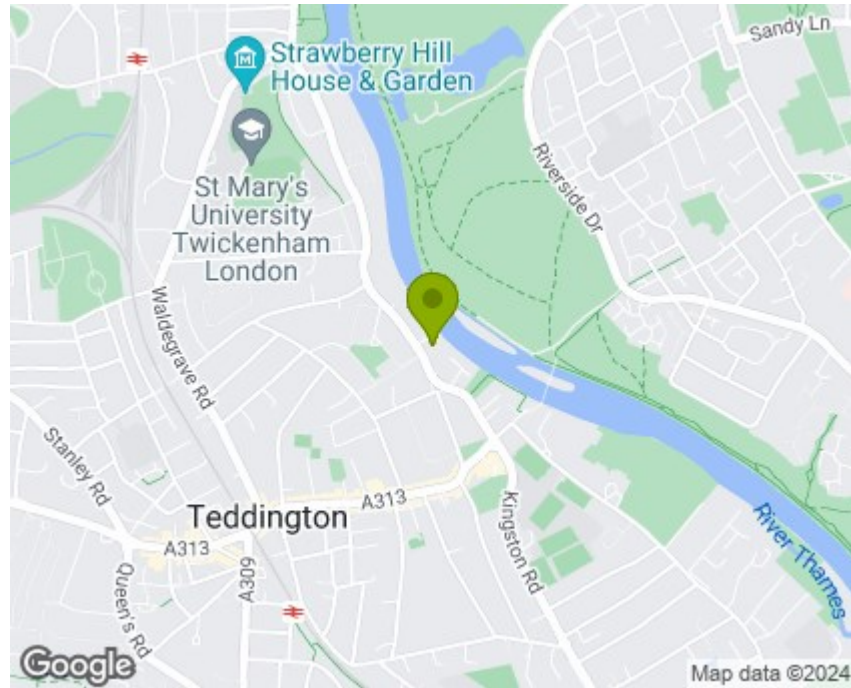 Sandy Ln
Strawberry Hill
House & Garden
M
Riverside Dr
St Mary's
University
Twickenham
London
Waldegrave Rd
Stanley Rd
A313
Teddington
Kingston Rd
A313
River Thames
Queen's Rd
A309
Google
Map data ©2024